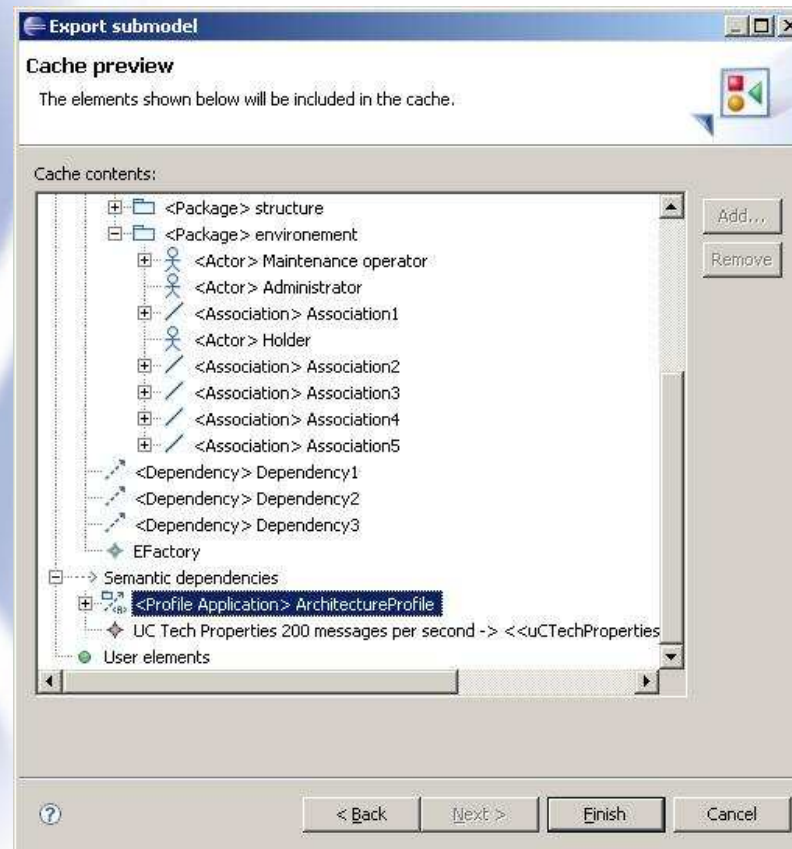 Export submodel
Cache preview
The elements shown below will be included in the cache.
Cache contents:
<Package> structure
<Package> environement
<Actor> Maintenance operator
<Actor> Administrator
<Association> Association1
<Actor> Holder
<Association> Association2
<Association> Association3
<Association> Association4
<Association> Association5
<Dependency> Dependency1
<Dependency> Dependency2
<Dependency> Dependency3
EFactory
Semantic dependencies
<Profile Application> ArchitectureProfile
UC Tech Properties 200 messages per second -> <<uCTechProperties
User elements
Add...
Remove
< Back
Next >
Finish
Cancel